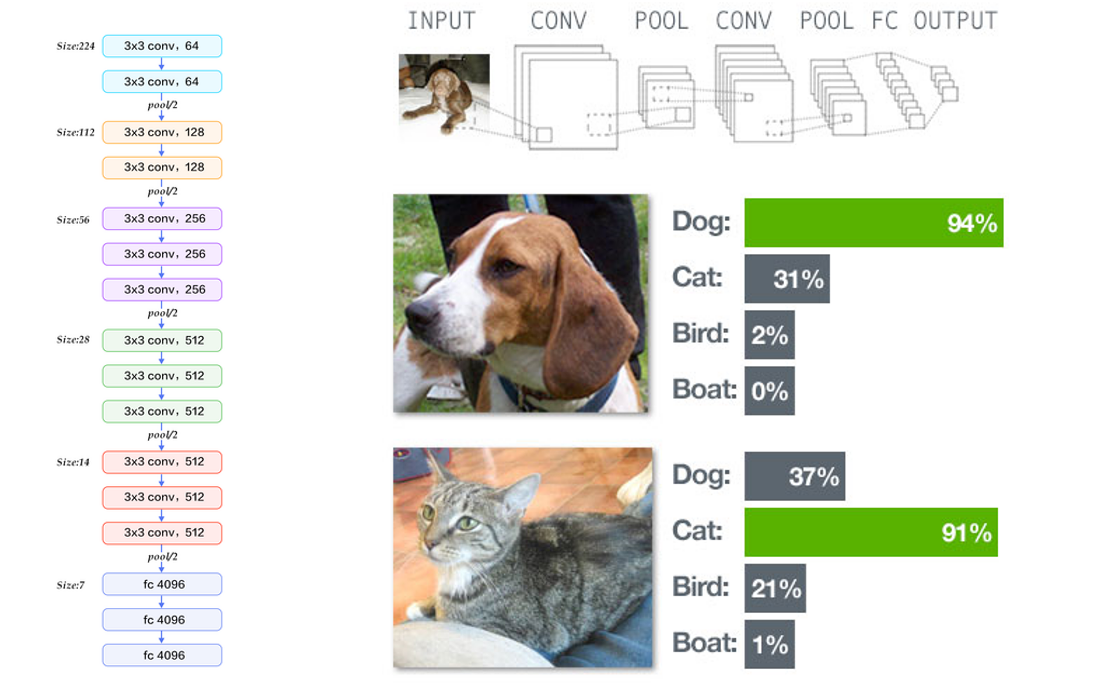 Size:224
3x3 conv, 64
3x3 conv, 64
pool/2
Size:112
3x3 conv, 128
3x3 conv, 128
pool/2
Size:56
3x3 conv, 256
3x3 conv, 256
3x3 conv, 256
pool/2
Size:28
3x3 conv, 512
3x3 conv, 512
3x3 conv, 512
pool/2
Size:14
3x3 conv, 512
3x3 conv, 512
3x3 conv, 512
pool/2
Size:7
fc 4096
fc 4096
fc 4096
INPUT CONV POOL CONV POOL FC OUTPUT
Dog: 94%
Cat: 31%
Bird: 2%
Boat: 0%
Dog: 37%
Cat: 91%
Bird: 21%
Boat: 1%